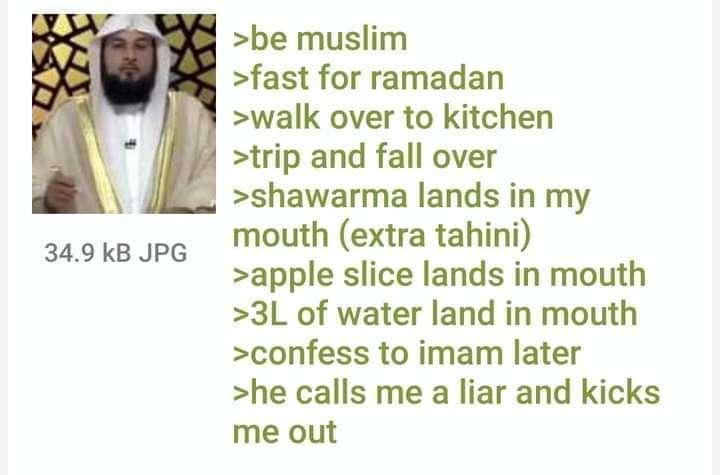 >be muslim
>fast for ramadan
>walk over to kitchen
>trip and fall over
>shawarma lands in my
mouth (extra tahini)
>apple slice lands in mouth
>3L of water land in mouth
>confess to imam later
>he calls me a liar and kicks
me out
34.9 kB JPG